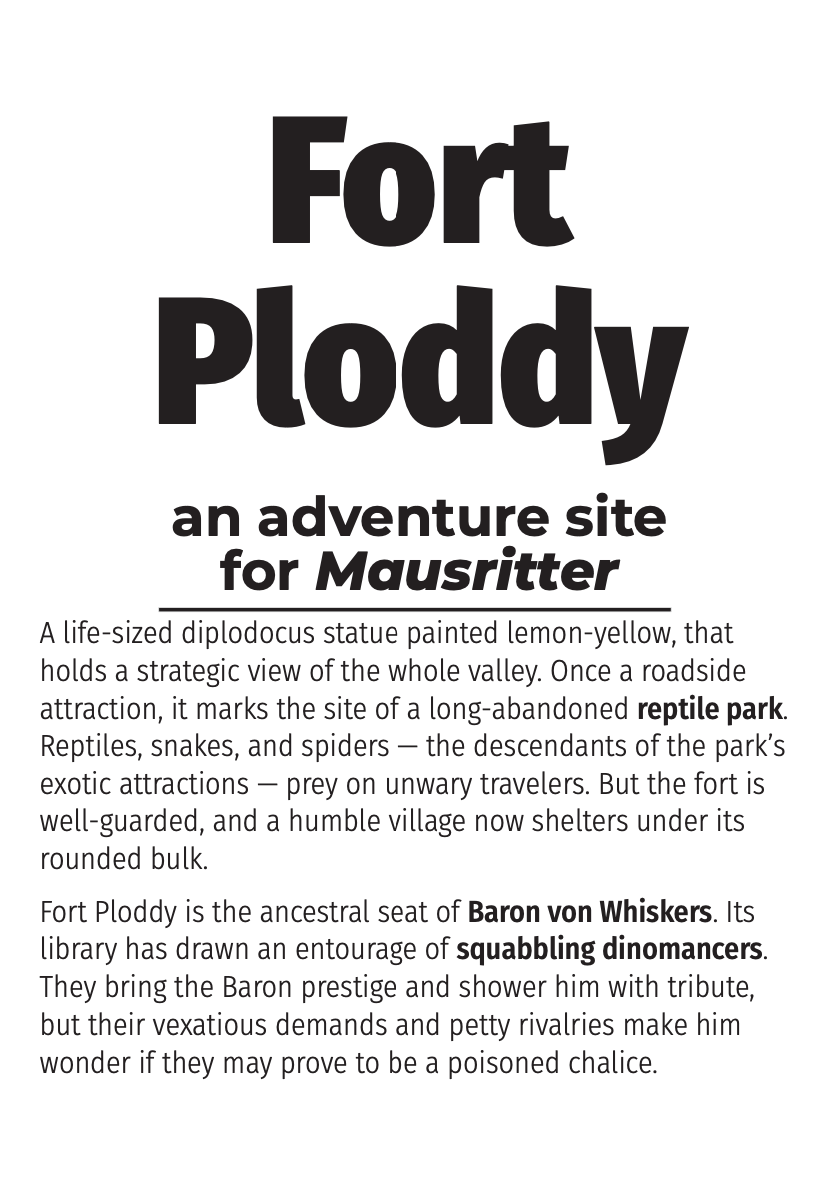 Fort
Ploddy
an adventure site
for Mausritter
A life-sized diplodocus statue painted lemon-yellow, that
holds a strategic view of the whole valley. Once a roadside
attraction, it marks the site of a long-abandoned reptile park.
Reptiles, snakes, and spiders — the descendants of the park’s
exotic attractions — prey on unwary travelers. But the fort is
well-guarded, and a humble village now shelters under its
rounded bulk.
Fort Ploddy is the ancestral seat of Baron von Whiskers. Its
library has drawn an entourage of squabbling dinomancers.
They bring the Baron prestige and shower him with tribute,
but their vexatious demands and petty rivalries make him
wonder if they may prove to be a poisoned chalice.